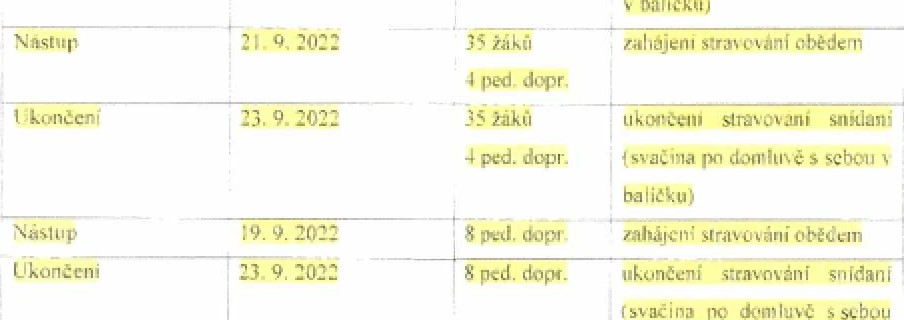 v balíčku)
Nástup 21. 9. 2022 35 žáků zahájení stravování obědem
4 ped. dopr.
Ukončení 23. 9. 2022 35 žáků ukončení stravování snídaní
4 ped. dopr. (svačina po domluvě s sebou v
balíčku)
Nástup 19. 9. 2022 8 ped. dopr. zahájení stravování obědem
Ukončení 23. 9. 2022 8 ped. dopr. ukončení stravování snídaní
(svačina po domluvě s sebou